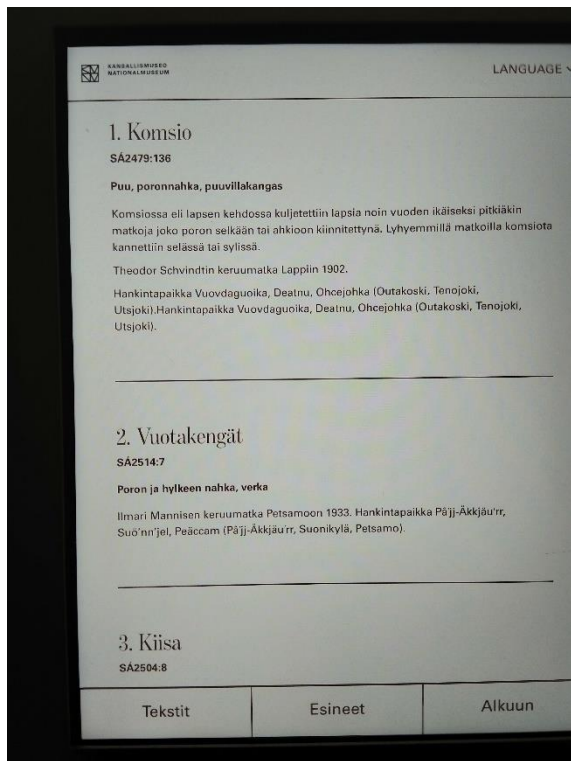 KANSALLISMUSEO
NATIONALMUSEUM
LANGUAGE
1. Komsio
SÁ2479:136
Puu, poronnahka, puuvillakangas
Komsiossa eli lapsen kehdossa kuljetettiin lapsia noin vuoden ikäiseksi pitkiäkin
matkoja joko poron selkään tai ahkioon kiinnitettynä. Lyhyemmillä matkoilla komsiota
kannettiin selässä tai sylissä.
Theodor Schvindtin keruumatka Lappiin 1902.
Hankintapaikka Vuovdaguoika, Deatnu, Ohcejohka (Outakoski, Tenojoki,
Utsjoki).Hankintapaikka Vuovdaguoika, Deatnu, Ohcejohka (Outakoski, Tenojoki,
Utsjoki).
2. Vuotakengät
SÁ2514:7
Poron ja hylkeen nahka, verka
Ilmari Mannisen keruumatka Petsamoon 1933. Hankintapaikka Pâ'jj-Âkkjäu'rr,
Suõ'nn'jel, Peäccam (Pâ'jj-Âkkjäu'rr, Suonikylä, Petsamo).
3. Kiisa
SÁ2504:8
Tekstit
Esineet
Alkuun